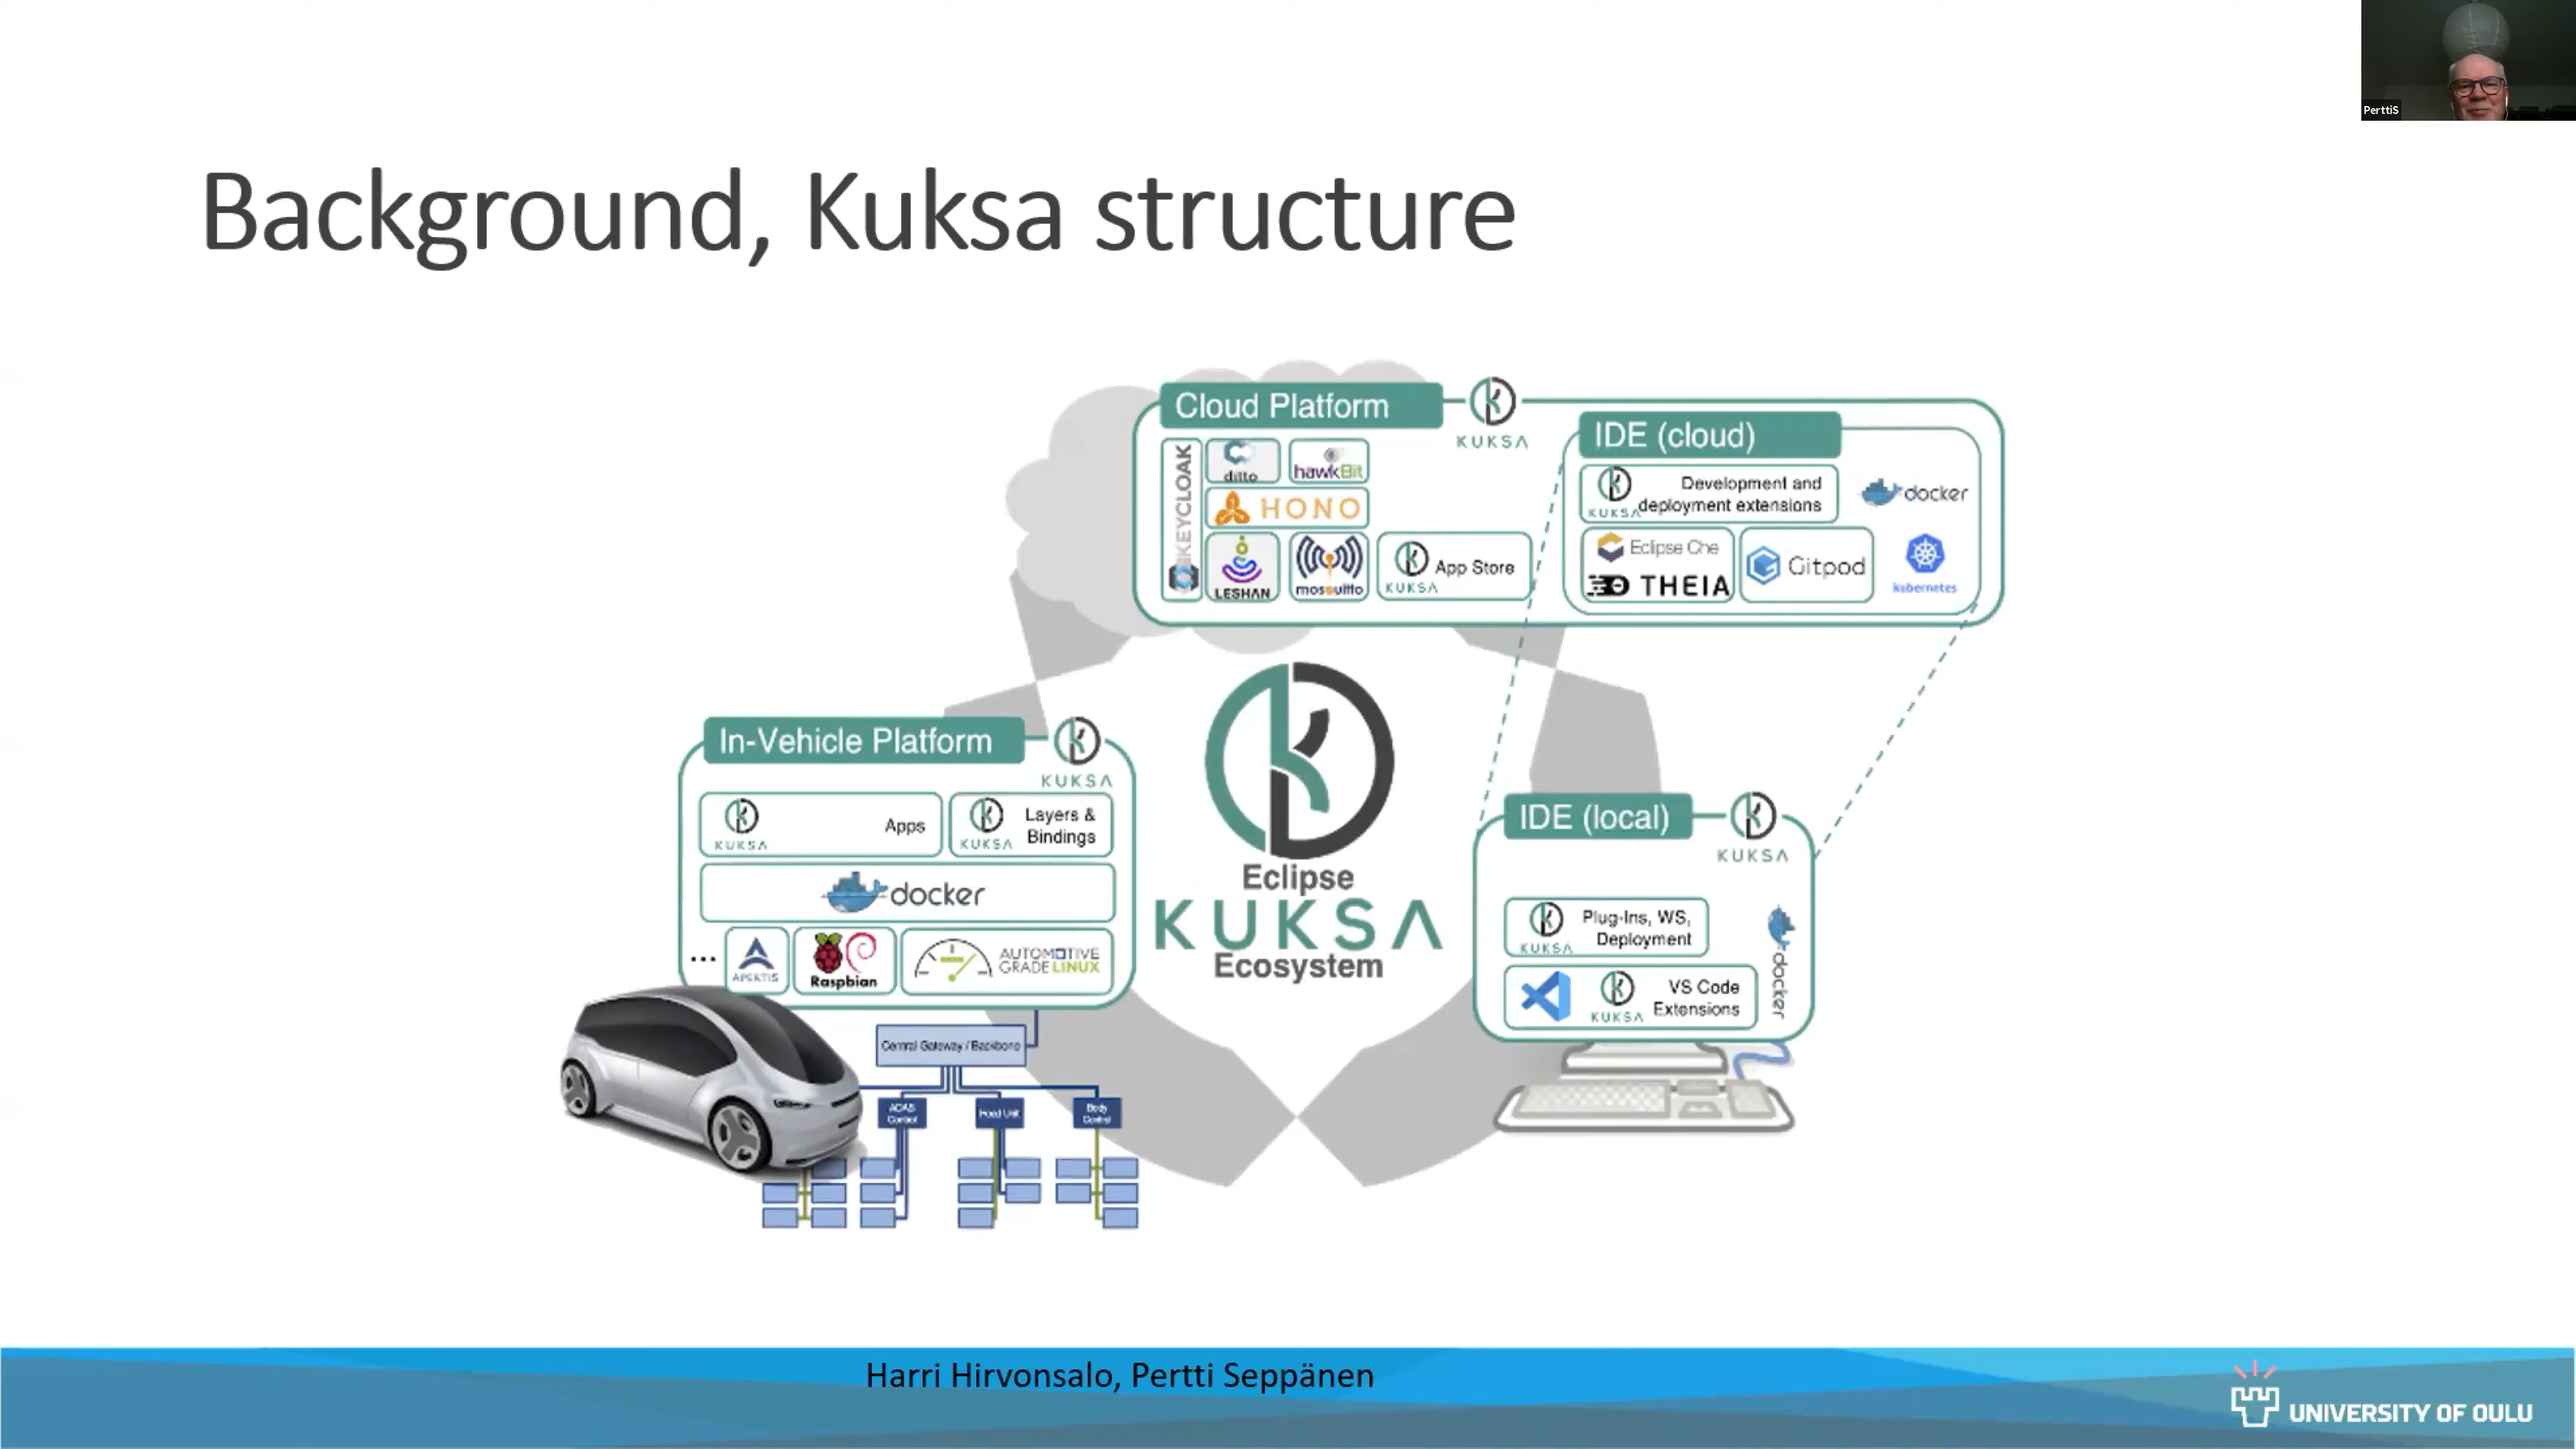 PerttiS
Background, Kuksa structure
Cloud Platform
KUKSA
KEYCLOAK
ditto
hawkBit
HONO
LESHAN
mosquitto
KUKSA
App Store
IDE (cloud)
KUKSA
Development and
deployment extensions
docker
Eclipse Che
THEIA
Gitpod
kubernetes
In-Vehicle Platform
KUKSA
KUKSA
Apps
KUKSA
Layers &
Bindings
docker
...
APERTIS
Raspbian
AUTOMOTIVE
GRADELINUX
Central Gateway / Backbone
ADAS
Control
Head Unit
Body
Control
Eclipse
KUKSA
Ecosystem
IDE (local)
KUKSA
KUKSA
Plug-Ins, WS,
Deployment
KUKSA
VS Code
Extensions
docker
Harri Hirvonsalo, Pertti Seppänen
UNIVERSITY OF OULU